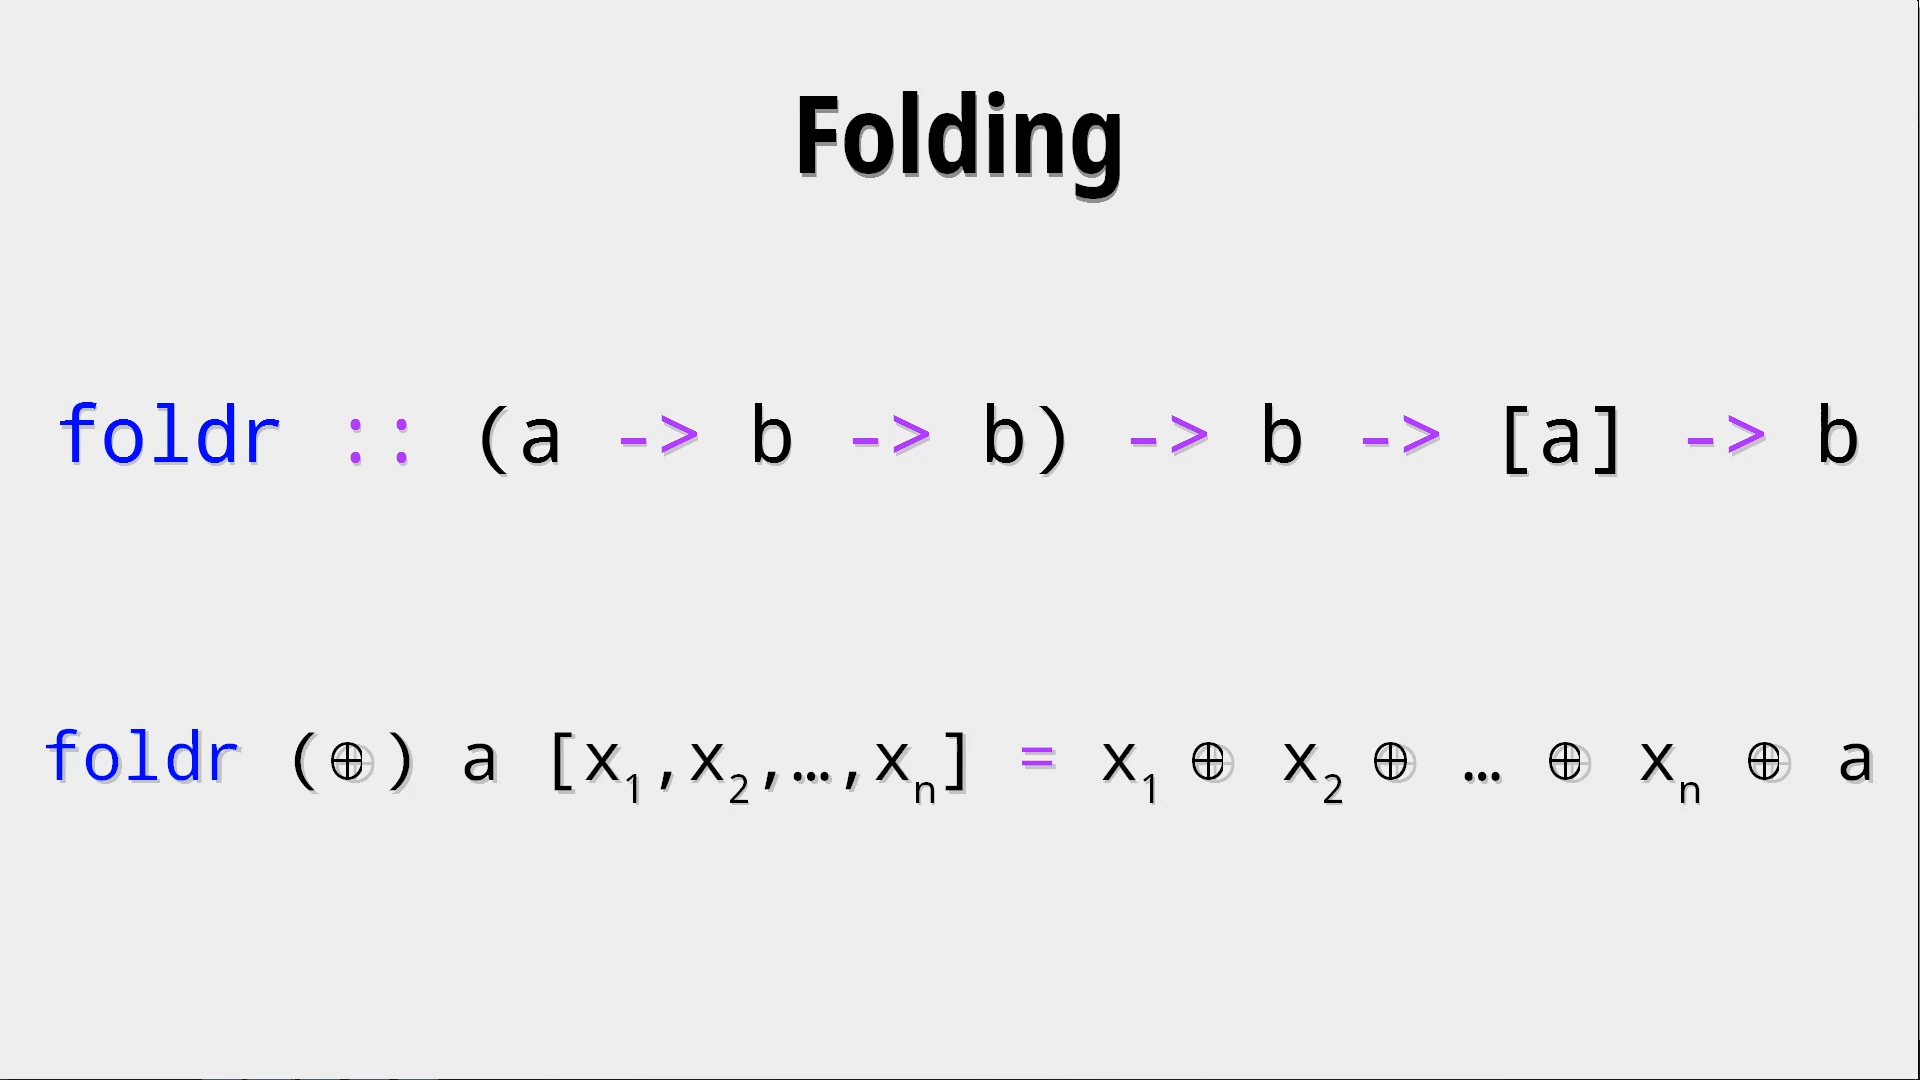 Folding
foldr :: (a -> b -> b) -> b -> [a] -> b
foldr (⊕) a [x₁,x₂,…,xₙ] = x₁ ⊕ x₂ ⊕ … ⊕ xₙ ⊕ a